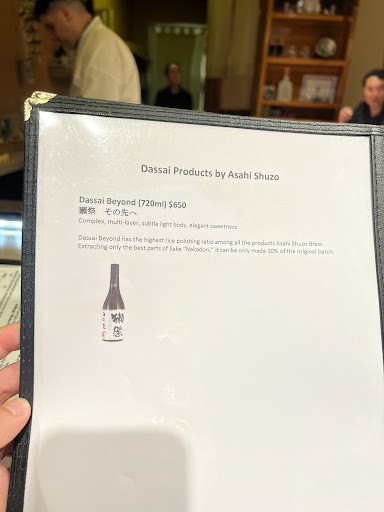 Dassai Products by Asahi Shuzo
Dassai Beyond (720ml) $650
獺祭 その先へ
Complex, multi-layer, subtle light body, elegant sweetness
Dassai Beyond has the highest rice polishing ratio among all the products Asahi Shuzo Brew.
Extracting only the best parts of Sake "Nakadori," it can be only made 10% of the original batch.
獺祭